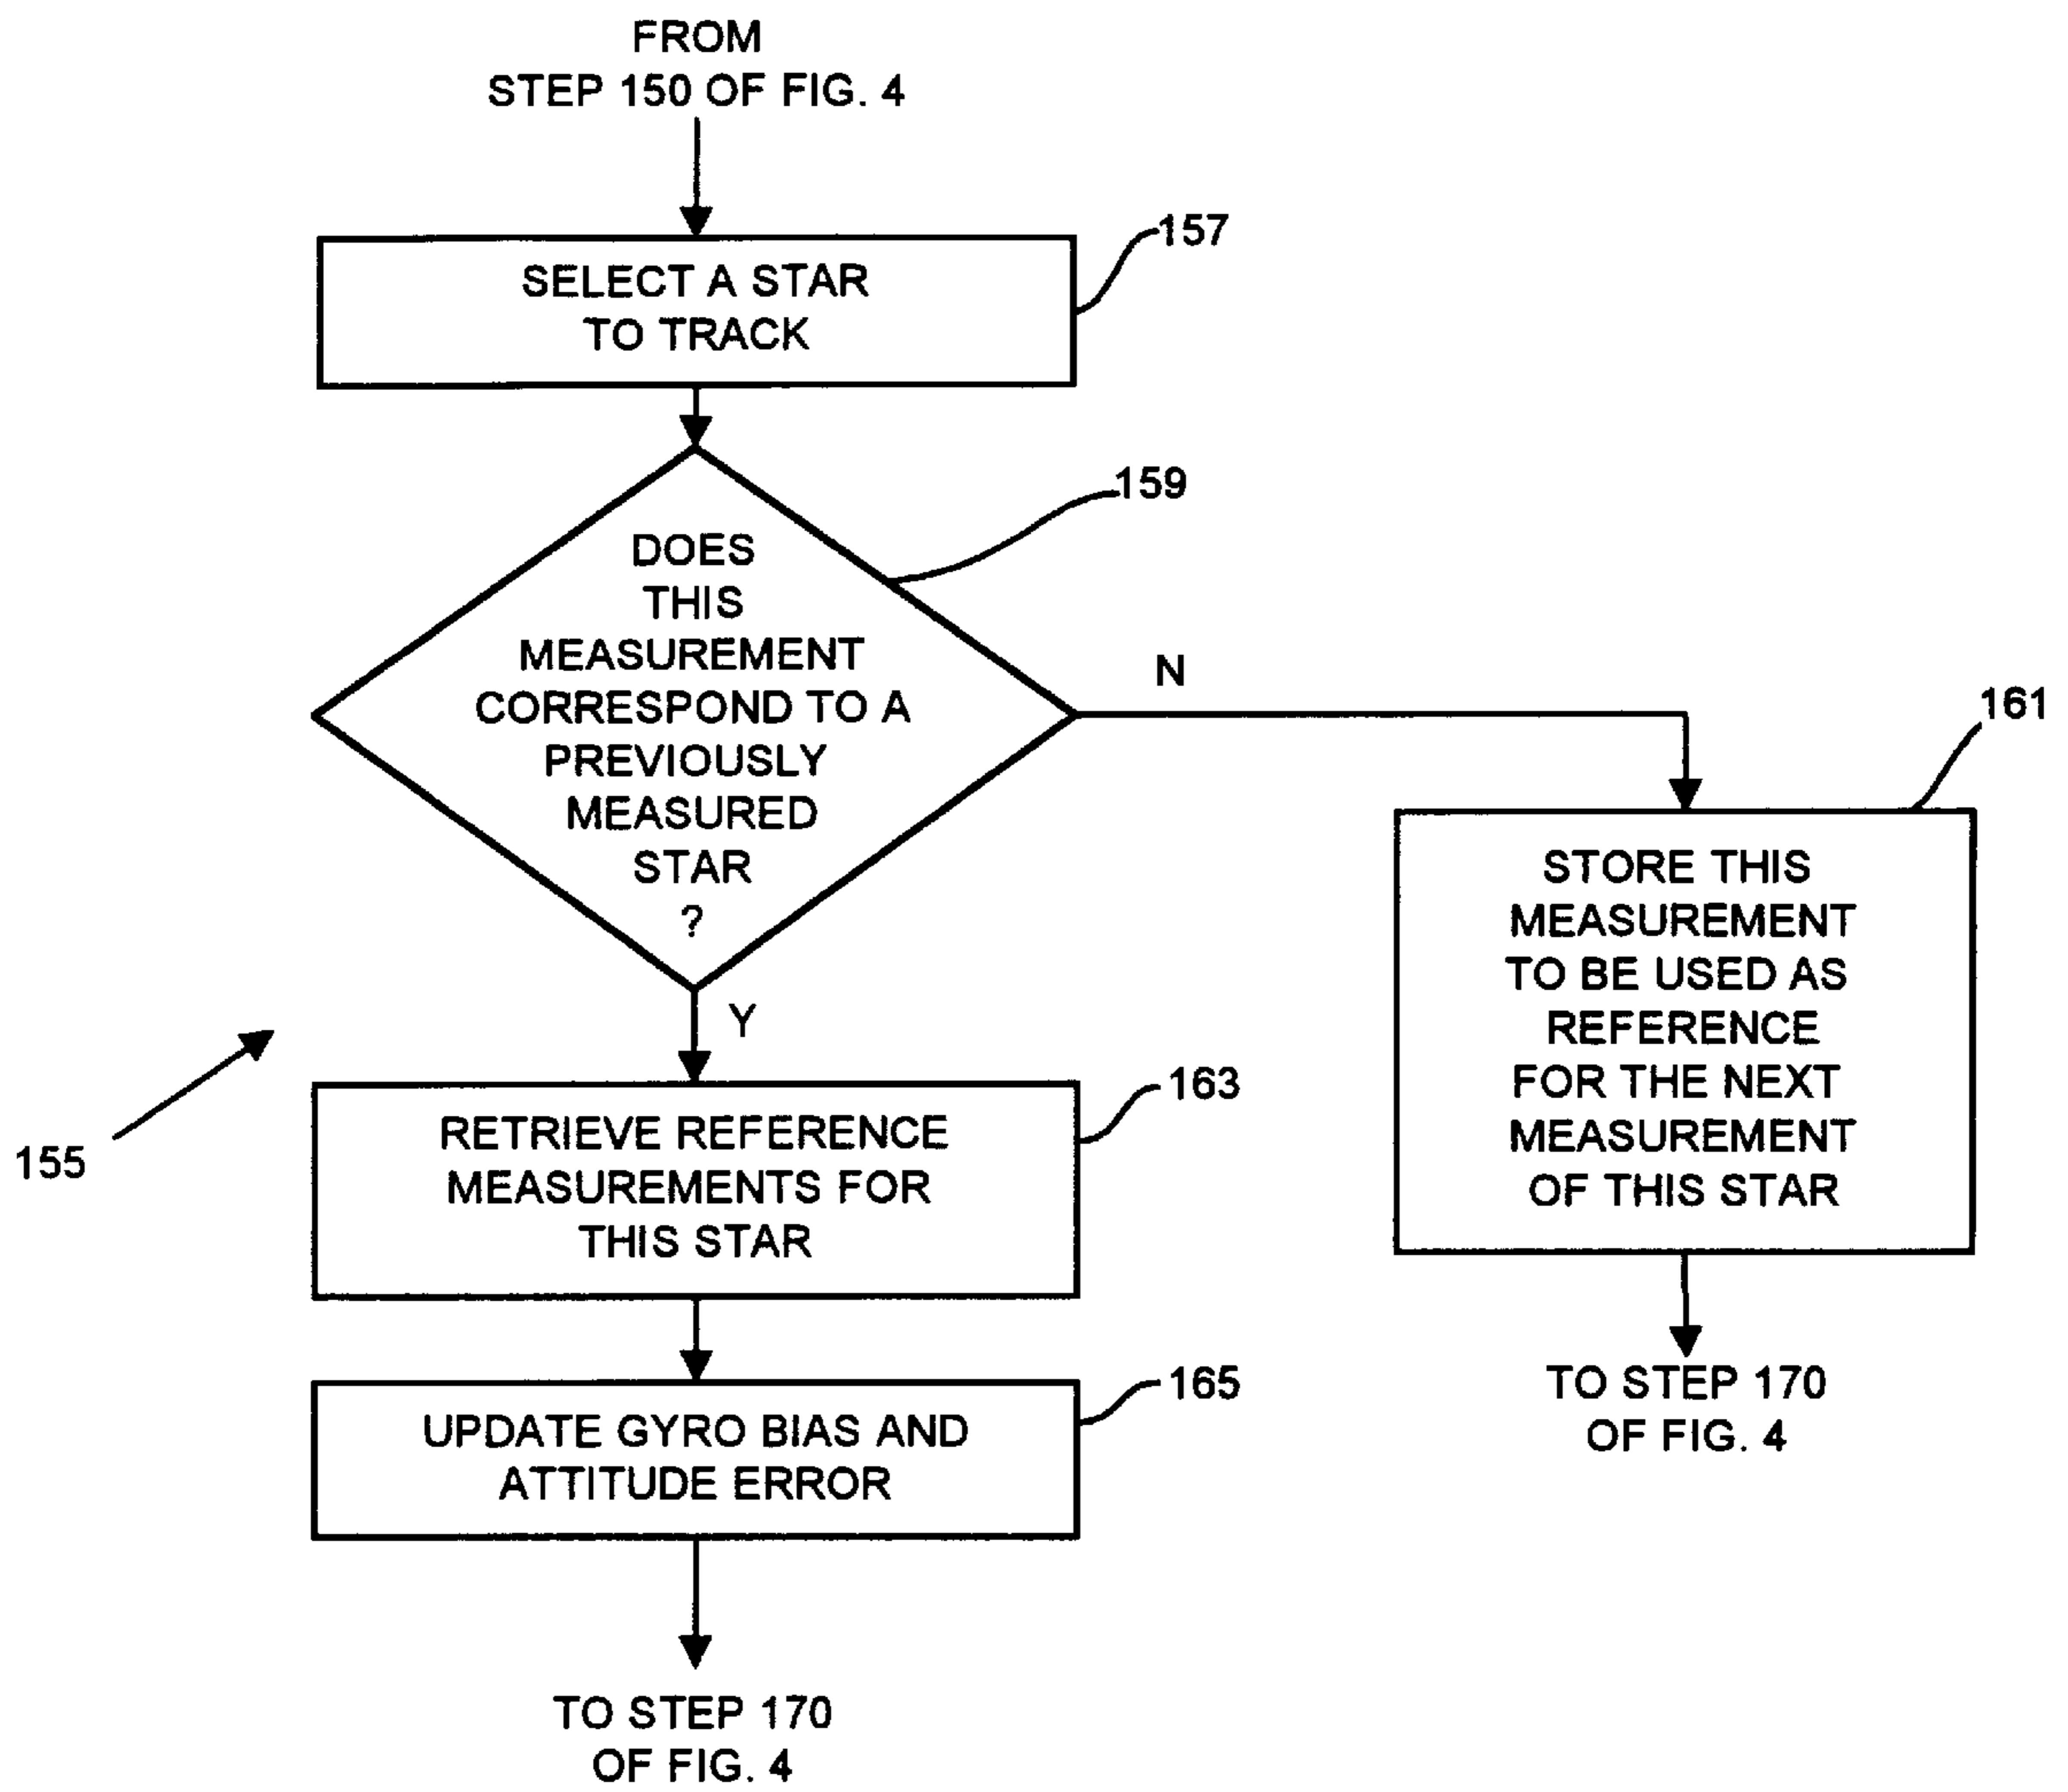 FROM
STEP 150 OF FIG. 4
157
SELECT A STAR
TO TRACK
159
DOES
THIS
MEASUREMENT
CORRESPOND TO A
PREVIOUSLY
MEASURED
STAR
?
N
161
STORE THIS
MEASUREMENT
TO BE USED AS
REFERENCE
FOR THE NEXT
MEASUREMENT
OF THIS STAR
TO STEP 170
OF FIG. 4
Y
155
163
RETRIEVE REFERENCE
MEASUREMENTS FOR
THIS STAR
165
UPDATE GYRO BIAS AND
ATTITUDE ERROR
TO STEP 170
OF FIG. 4